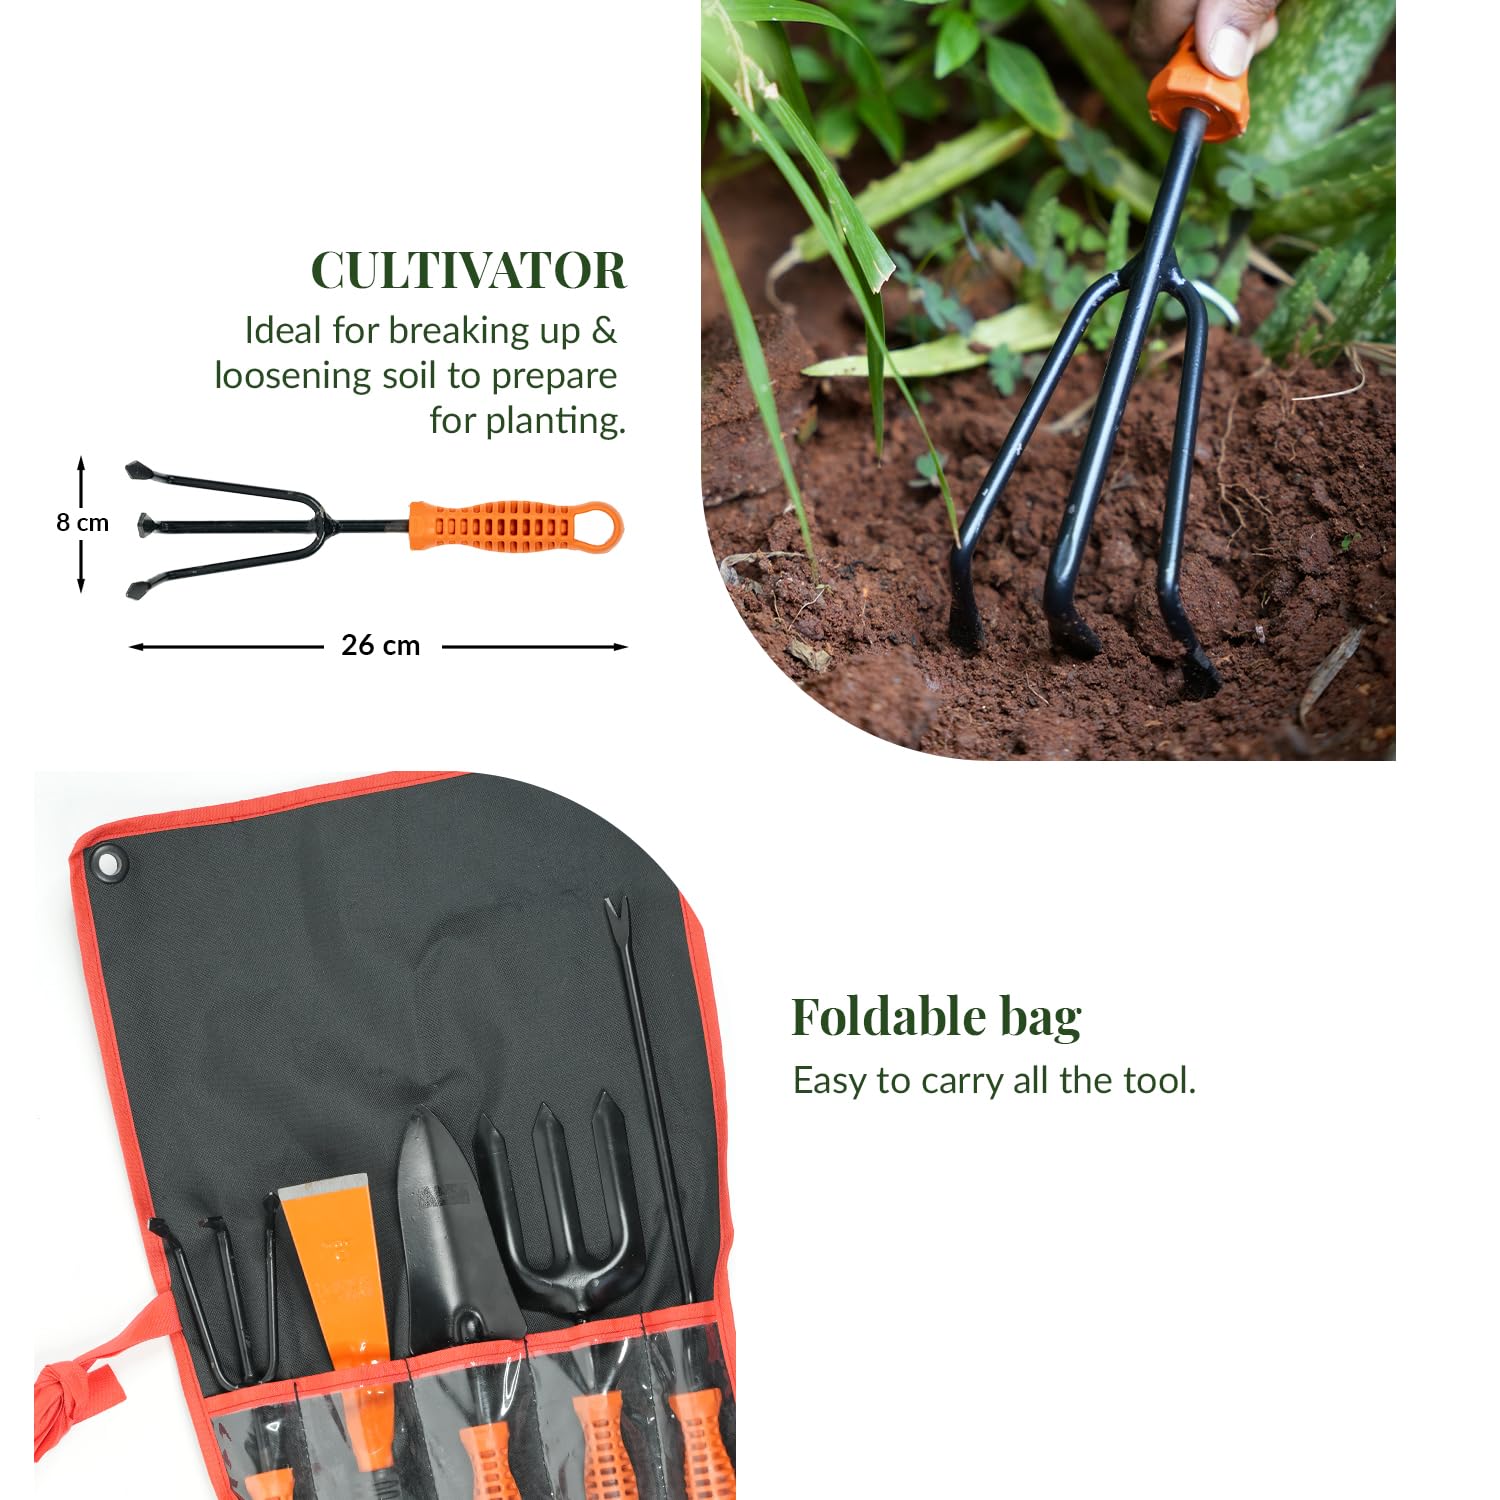 CULTIVATOR
Ideal for breaking up &
loosening soil to prepare
for planting.
8 cm
26 cm
Foldable bag
Easy to carry all the tool.